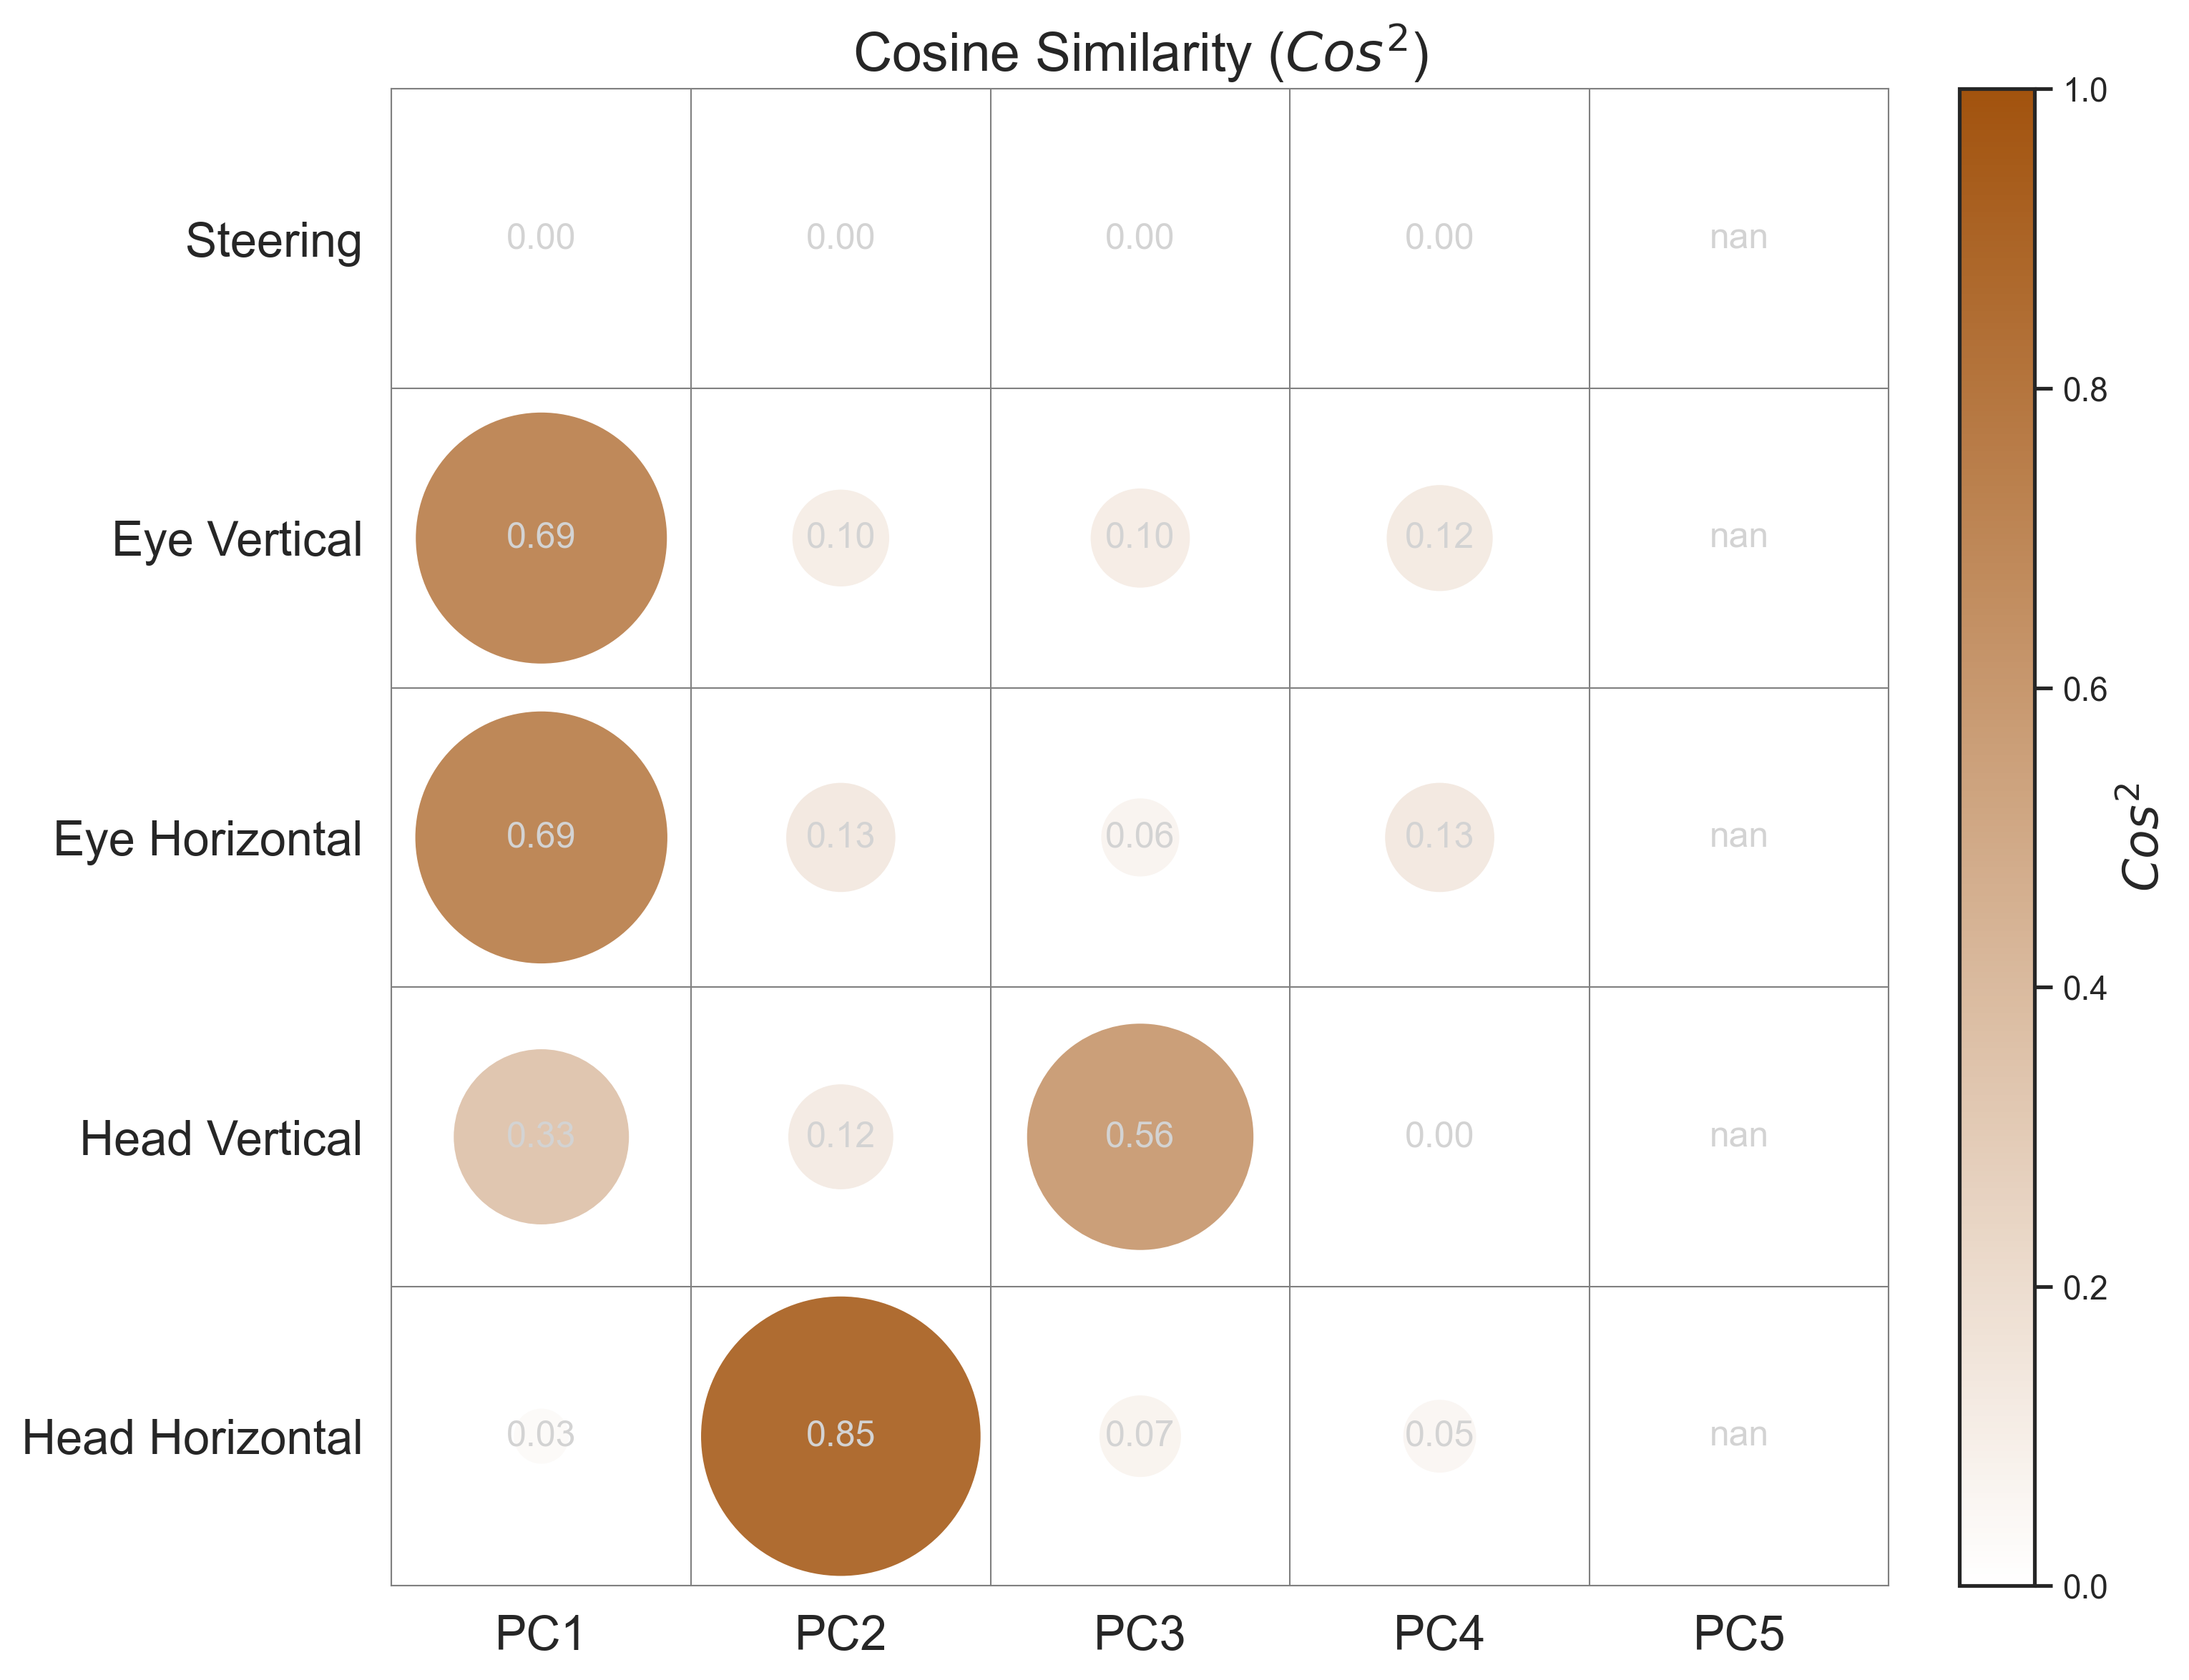 Cosine Similarity (Cos²)
Steering 0.00 0.00 0.00 0.00 nan
Eye Vertical 0.69 0.10 0.10 0.12 nan
Eye Horizontal 0.69 0.13 0.06 0.13 nan
Head Vertical 0.33 0.12 0.56 0.00 nan
Head Horizontal 0.03 0.85 0.07 0.05 nan
PC1 PC2 PC3 PC4 PC5
1.0
0.8
0.6
0.4
0.2
0.0
Cos²